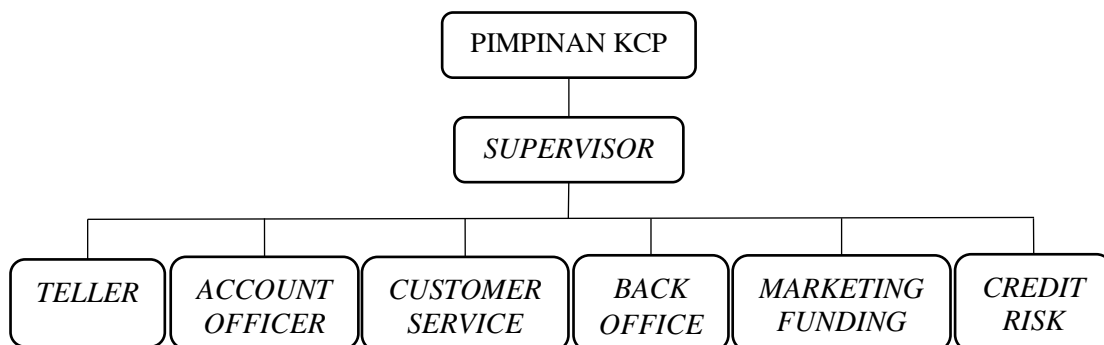 PIMPINAN KCP
SUPERVISOR
TELLER
ACCOUNT
OFFICER
CUSTOMER
SERVICE
BACK
OFFICE
MARKETING
FUNDING
CREDIT
RISK